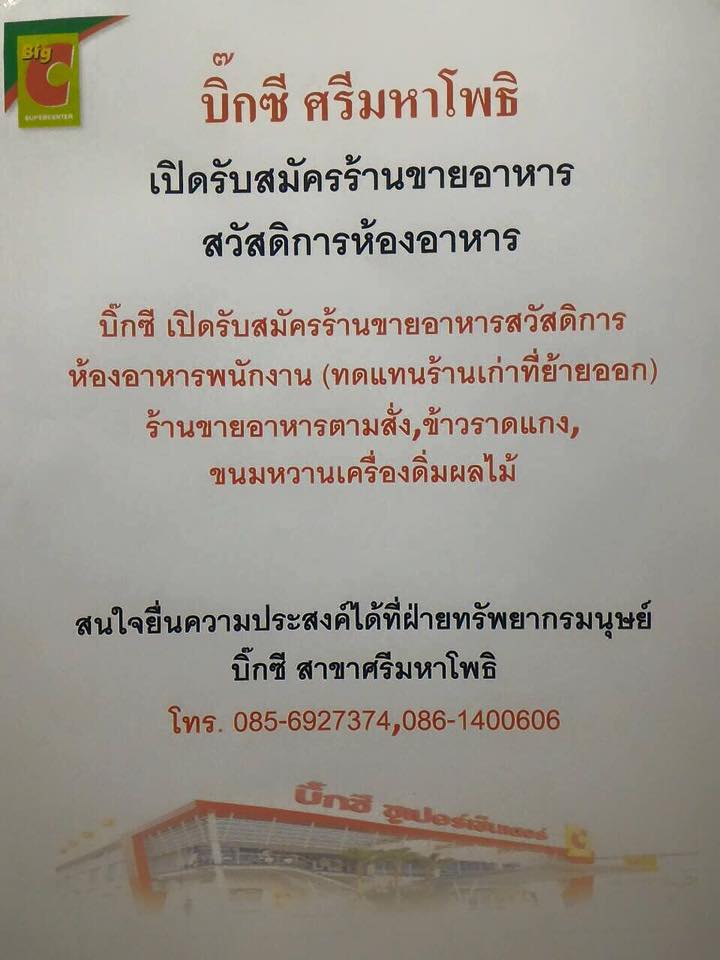 Big
C
SUPERCENTER
บิ๊กซี ศรีมหาโพธิ
เปิดรับสมัครร้านขายอาหาร
สวัสดิการห้องอาหาร
บิ๊กซี เปิดรับสมัครร้านขายอาหารสวัสดิการ
ห้องอาหารพนักงาน (ทดแทนร้านเก่าที่ย้ายออก)
ร้านขายอาหารตามสั่ง,ข้าวราดแกง,
ขนมหวานเครื่องดื่มผลไม้
สนใจยื่นความประสงค์ได้ที่ฝ่ายทรัพยากรมนุษย์
บิ๊กซี สาขาศรีมหาโพธิ
โทร. 085-6927374,086-1400606
บิ๊กซี ซูเปอร์เซ็นเตอร์